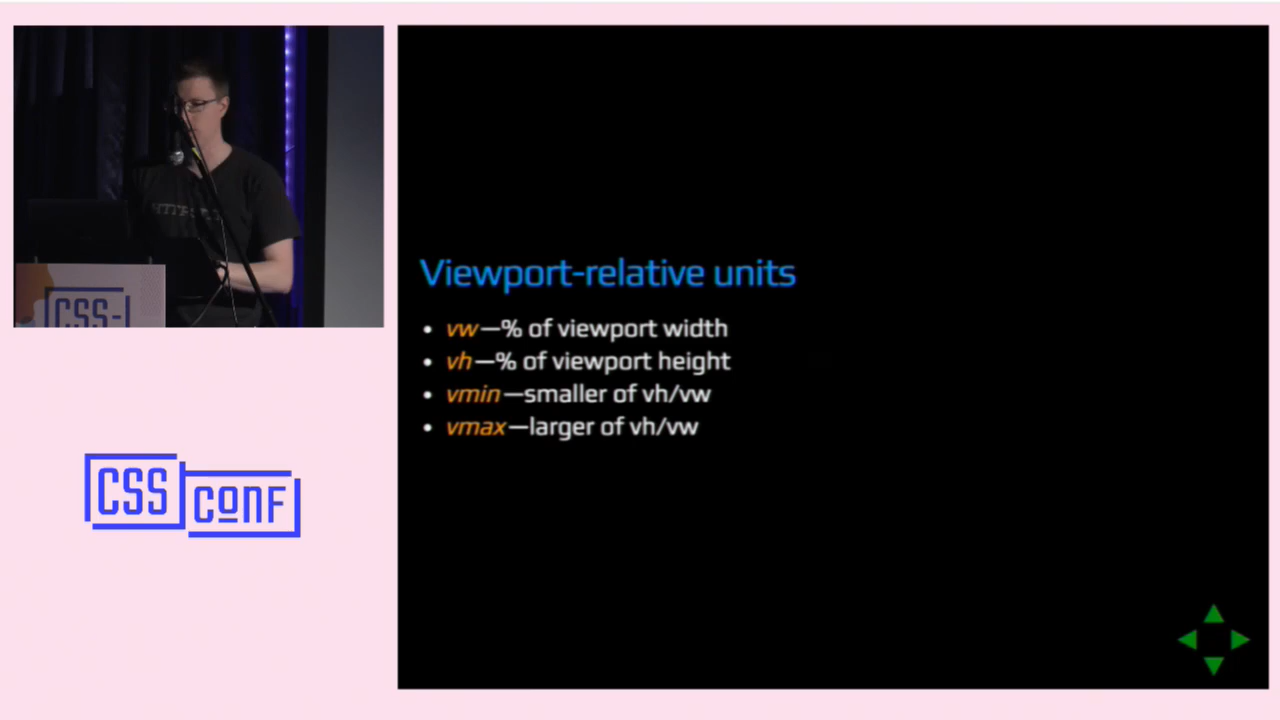 CSS-
CSS
CONF
Viewport-relative units
• vw—% of viewport width
• vh—% of viewport height
• vmin—smaller of vh/vw
• vmax—larger of vh/vw